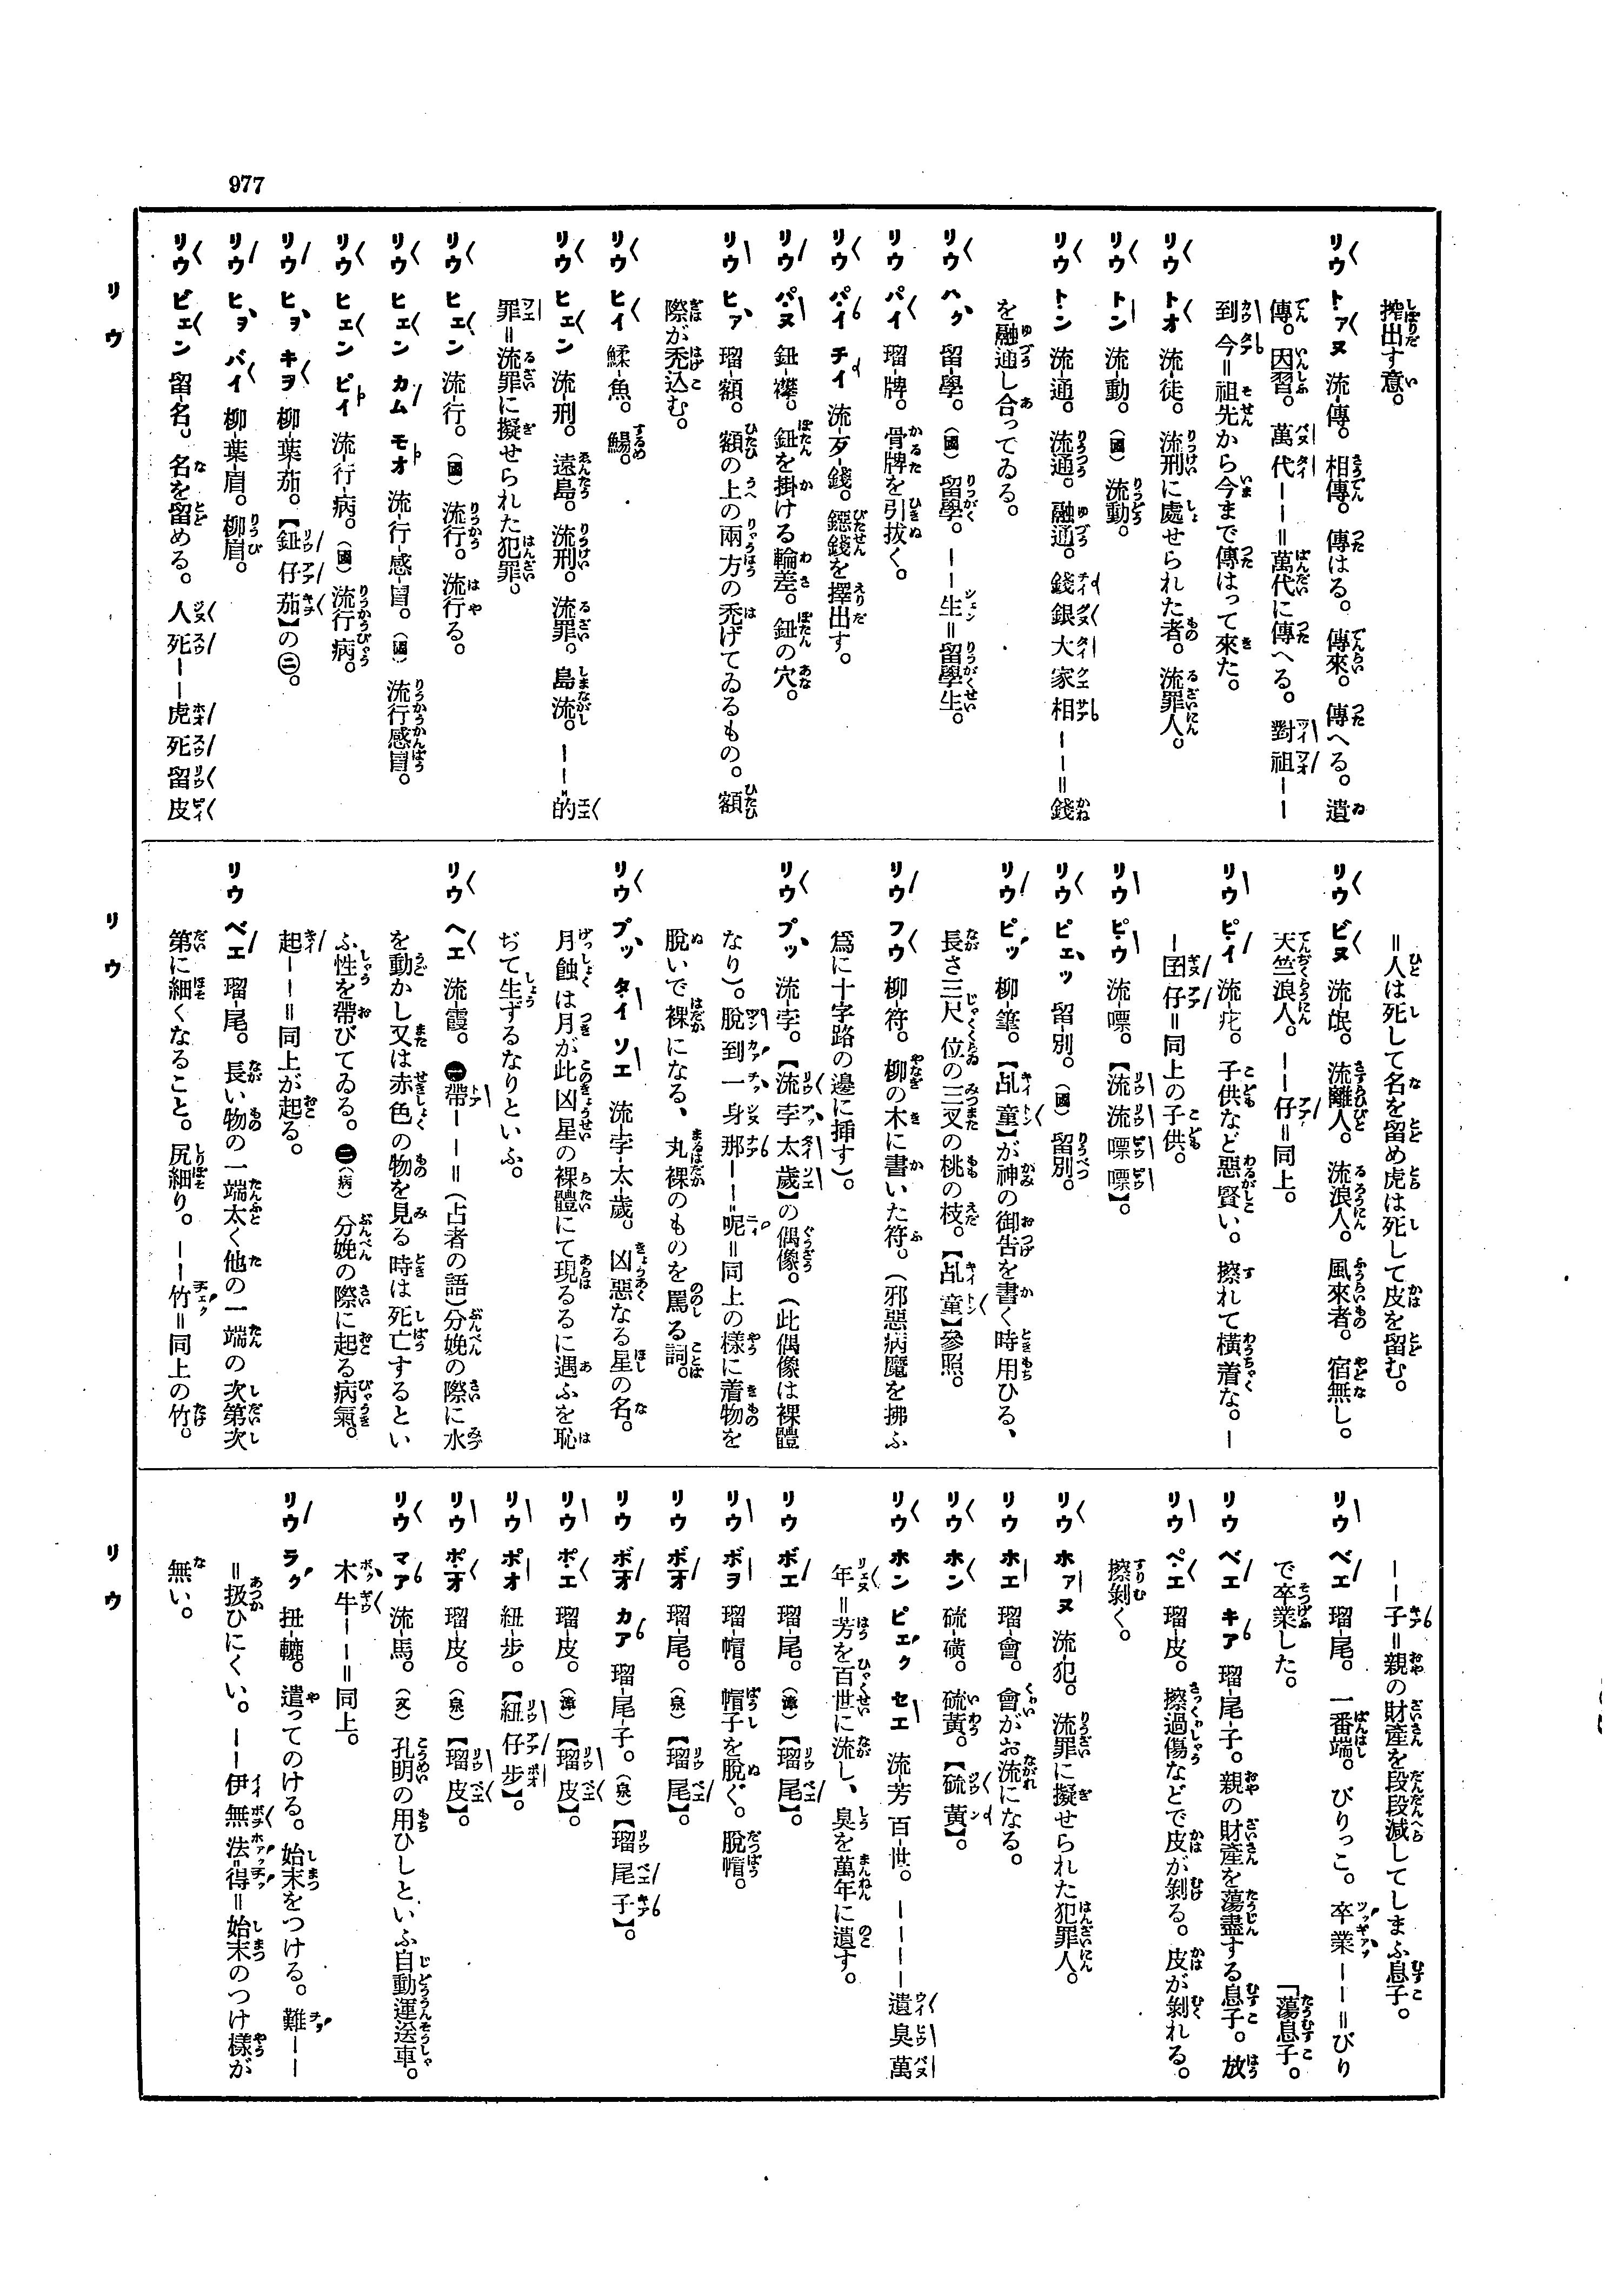 977
搾出す意。
リウ トァヌ 流-傳。相傳。傳はる。傳來。傳へる。遺
傳。因習。萬代ーー=萬代に傳へる。對祖ーー
到今=祖先から今まで傳はって來た。
リウ トオ 流-徒。流刑に處せられた者。流罪人。
リウ トン 流-動。(國)流動。
リウ トン 流-通。流通。融通。錢銀大家相ーー=錢
を融通し合ってゐる。
リウ ハク 留-學。(國)留學。ーー生=留學生。
リウ パイ 瑠-牌。骨牌を引拔く。
リウ パイ チイ 流-歹-錢。鐚錢を擇出す。
リウ パヌ 鈕-襻。鈕を掛ける輪差。鈕の穴。
リウ ヒァ 瑠-額。額の上の兩方の禿げてゐるもの。額
際が禿込む。
リウ ヒイ 鰇-魚。鯣。
リウ ヒェン 流-刑。遠島。流刑。流罪。島流。ーー的
罪=流罪に擬せられた犯罪。
リウ ヒェン 流-行。(國)流行。流行る。
リウ ヒェン カム モオ 流-行-感-冒。(國)流行感冒。
リウ ヒェン ピイ 流-行-病。(國)流行病。
リウ ヒヲ キヲ 柳-葉-茄。【鈕仔茄】の㊁。
リウ ヒヲ バイ 柳-葉-眉。柳眉。
リウ ビェン 留-名。名を留める。人死ーー虎死留皮
リウ
=人は死して名を留め虎は死して皮を留む。
リウ ビヌ 流-氓。流離人。流浪人。風來者。宿無し。
天竺浪人。ーー仔=同上。
リウ ピイ 流-疕。子供など惡賢い。擦れて橫着な。ー
ー囝仔=同上の子供。
リウ ピウ 流-嘌。【流流嘌嘌】。
リウ ピェッ 留-別。(國)留別。
リウ ピッ 柳-筆。【乩童】が神の御告を書く時用ひる、
長さ三尺位の三叉の桃の枝。【乩童】參照。
リウ フウ 柳-符。柳の木に書いた符。(邪惡病魔を拂ふ
爲に十字路の邊に揷す)。
リウ プッ 流-孛。【流孛太歲】の偶像。(此偶像は裸體
なり)。脫到一身那ーー呢=同上の樣に着物を
脫いで裸になる、丸裸のものを罵る詞。
リウ プッ タイ ソエ 流-孛-太-歲。凶惡なる星の名。
月蝕は月が此凶星の裸體にて現るるに遇ふを恥
ぢて生ずるなりといふ。
リウ ヘエ 流-霞。㊀帶ーー=(占者の語)分娩の際に水
を動かし又は赤色の物を見る時は死亡するとい
ふ性を帶びてゐる。㊁(病)分娩の際に起る病氣。
起ーー=同上が起る。
リウ ベエ 瑠-尾。長い物の一端太く他の一端の次第次
第に細くなること。尻細り。ーー竹=同上の竹。
リウ
ーー子=親の財產を段段減してしまふ息子。
リウ ベエ 瑠-尾。一番端。びりっこ。卒業ーー=びり
で卒業した。
リウ ベエ キア 瑠-尾-子。親の財產を蕩盡する息子。放
「蕩息子。
リウ ペエ 瑠-皮。擦過傷などで皮が剝る。皮が剝れる。
擦剝く。
リウ ホァヌ 流-犯。流罪に擬せられた犯罪人。
リウ ホエ 瑠-會。會がお流になる。
リウ ホン 硫-磺。硫黃。【硫黃】。
リウ ホン ピェク セエ 流-芳-百-世。ーーーー遺臭萬
年=芳を百世に流し、臭を萬年に遺す。
リウ ボエ 瑠-尾。(漳)【瑠尾】。
リウ ボヲ 瑠-帽。帽子を脫ぐ。脫帽。
リウ ボオ 瑠-尾。(泉)【瑠尾】。
リウ ボオ カア 瑠-尾-子。(泉)【瑠尾子】。
リウ ポエ 瑠-皮。(漳)【瑠皮】。
リウ ポオ 紐-步。【紐仔步】。
リウ ポオ 瑠-皮。(泉)【瑠皮】。
リウ マア 流-馬。(文)孔明の用ひしといふ自動運送車。
木牛ーー=同上。
リウ ラク 扭-轆。遣ってのける。始末をつける。難ーー
=扱ひにくい。ーー伊無法-得=始末のつけ樣が
無い。
リウ